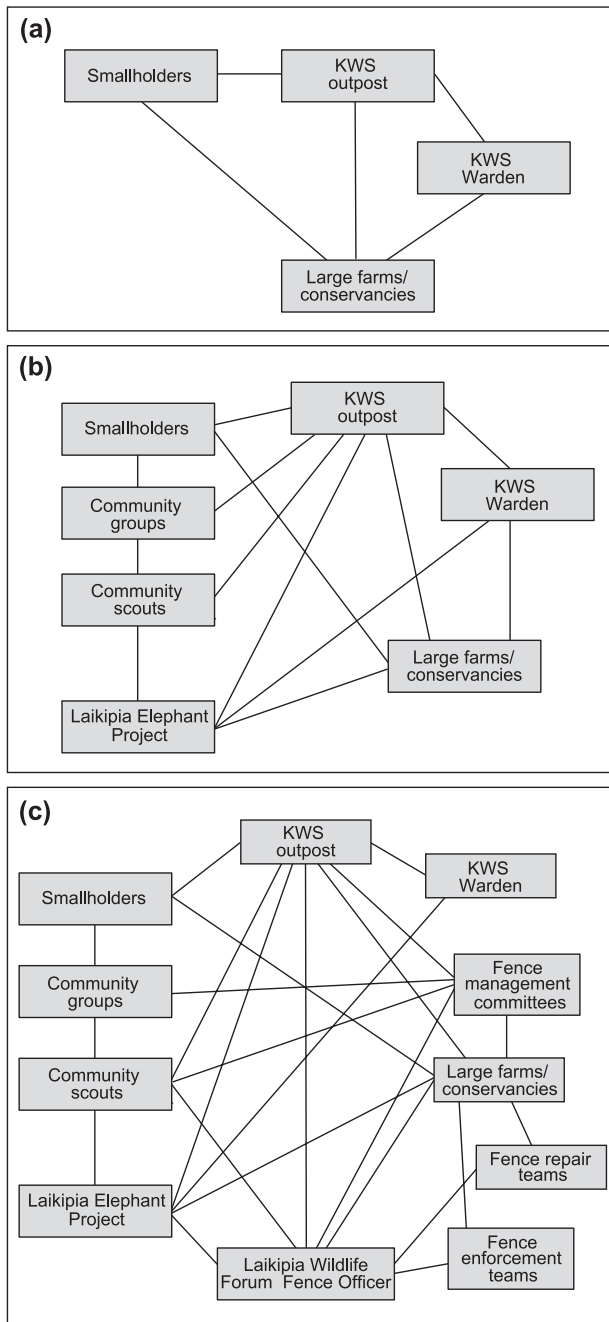 (a)
Smallholders
KWS
outpost
KWS
Warden
Large farms/
conservancies
(b)
KWS
outpost
Smallholders
KWS
Warden
Community
groups
Community
scouts
Large farms/
conservancies
Laikipia Elephant
Project
(c)
KWS
outpost
KWS
Warden
Smallholders
Fence
management
committees
Community
groups
Community
scouts
Large farms/
conservancies
Fence repair
teams
Laikipia Elephant
Project
Laikipia Wildlife
Forum Fence Officer
Fence
enforcement
teams